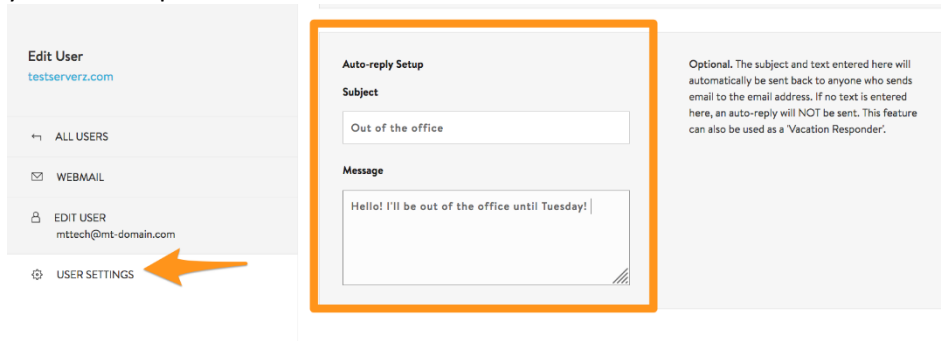 Edit User
testserverz.com
ALL USERS
WEBMAIL
EDIT USER
mttech@mt-domain.com
USER SETTINGS
Auto-reply Setup
Subject
Out of the office
Message
Hello! I'll be out of the office until Tuesday!
Optional. The subject and text entered here will
automatically be sent back to anyone who sends
email to the email address. If no text is entered
here, an auto-reply will NOT be sent. This feature
can also be used as a 'Vacation Responder'.